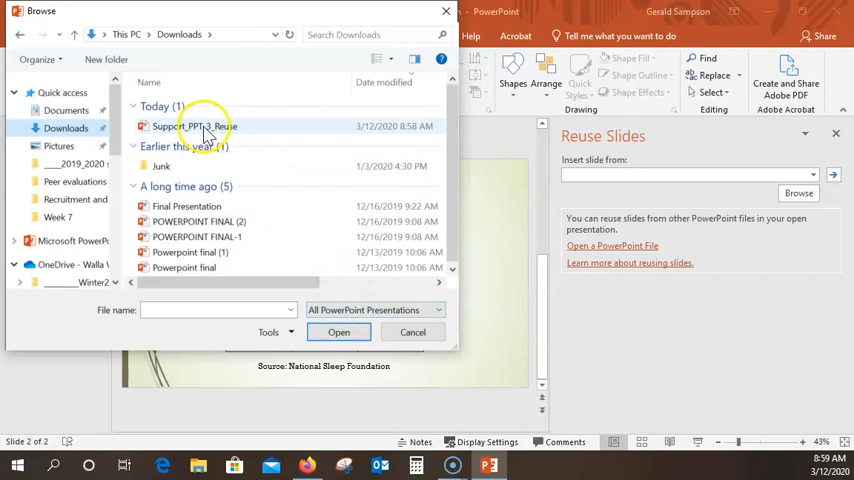 Browse
- PowerPoint
Gerald Sampson
This PC > Downloads >
Search Downloads
Help
Acrobat
Tell me what you want to do
Share
Organize
New folder
Shapes
Arrange
Shape Fill
Shape Outline
Shape Effects
Find
Replace
Select
Create and Share
Adobe PDF
Drawing
Editing
Adobe Acrobat
Name
Date modified
Quick access
Documents
Downloads
Pictures
____2019_2020 s
Peer evaluations
Recruitment and
Week 7
Microsoft PowerPo
OneDrive - Walla W
________Winter2
Today (1)
Support_PPT-3_Reuse
3/12/2020 8:58 AM
Earlier this year (1)
Junk
1/3/2020 4:30 PM
A long time ago (5)
Final Presentation
12/16/2019 9:22 AM
POWERPOINT FINAL (2)
12/16/2019 9:08 AM
POWERPOINT FINAL-1
12/16/2019 9:08 AM
Powerpoint final (1)
12/13/2019 10:06 AM
Powerpoint final
12/13/2019 10:06 AM
File name:
All PowerPoint Presentations
Tools
Open
Cancel
Reuse Slides
Insert slide from:
Browse
You can reuse slides from other PowerPoint files in your open
presentation.
Open a PowerPoint File
Learn more about reusing slides.
Source: National Sleep Foundation
Slide 2 of 2
Notes
Display Settings
Comments
43%
8:59 AM
3/12/2020